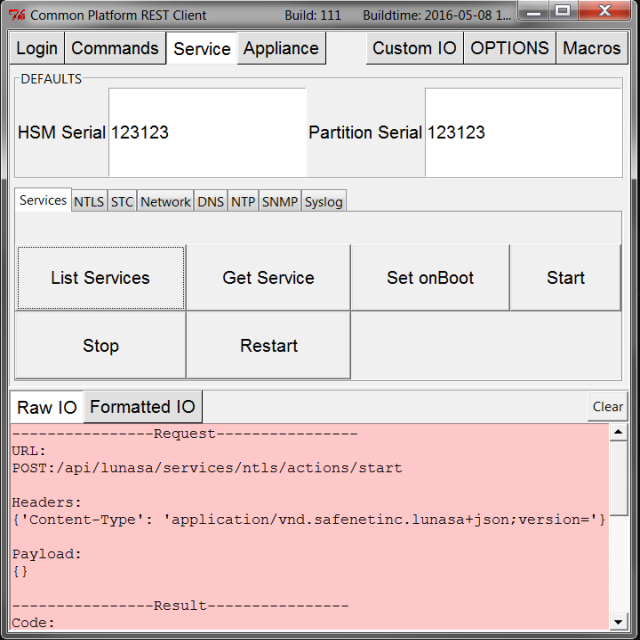 Common Platform REST Client Build: 111 Buildtime: 2016-05-08 1...
Login Commands Service Appliance Custom IO OPTIONS Macros
DEFAULTS
HSM Serial 123123 Partition Serial 123123
Services NTLS STC Network DNS NTP SNMP Syslog
List Services Get Service Set onBoot Start
Stop Restart
Raw IO Formatted IO Clear
----------------Request----------------
URL:
POST:/api/lunasa/services/ntls/actions/start
Headers:
{'Content-Type': 'application/vnd.safenetinc.lunasa+json;version='}
Payload:
{}
----------------Result----------------
Code: